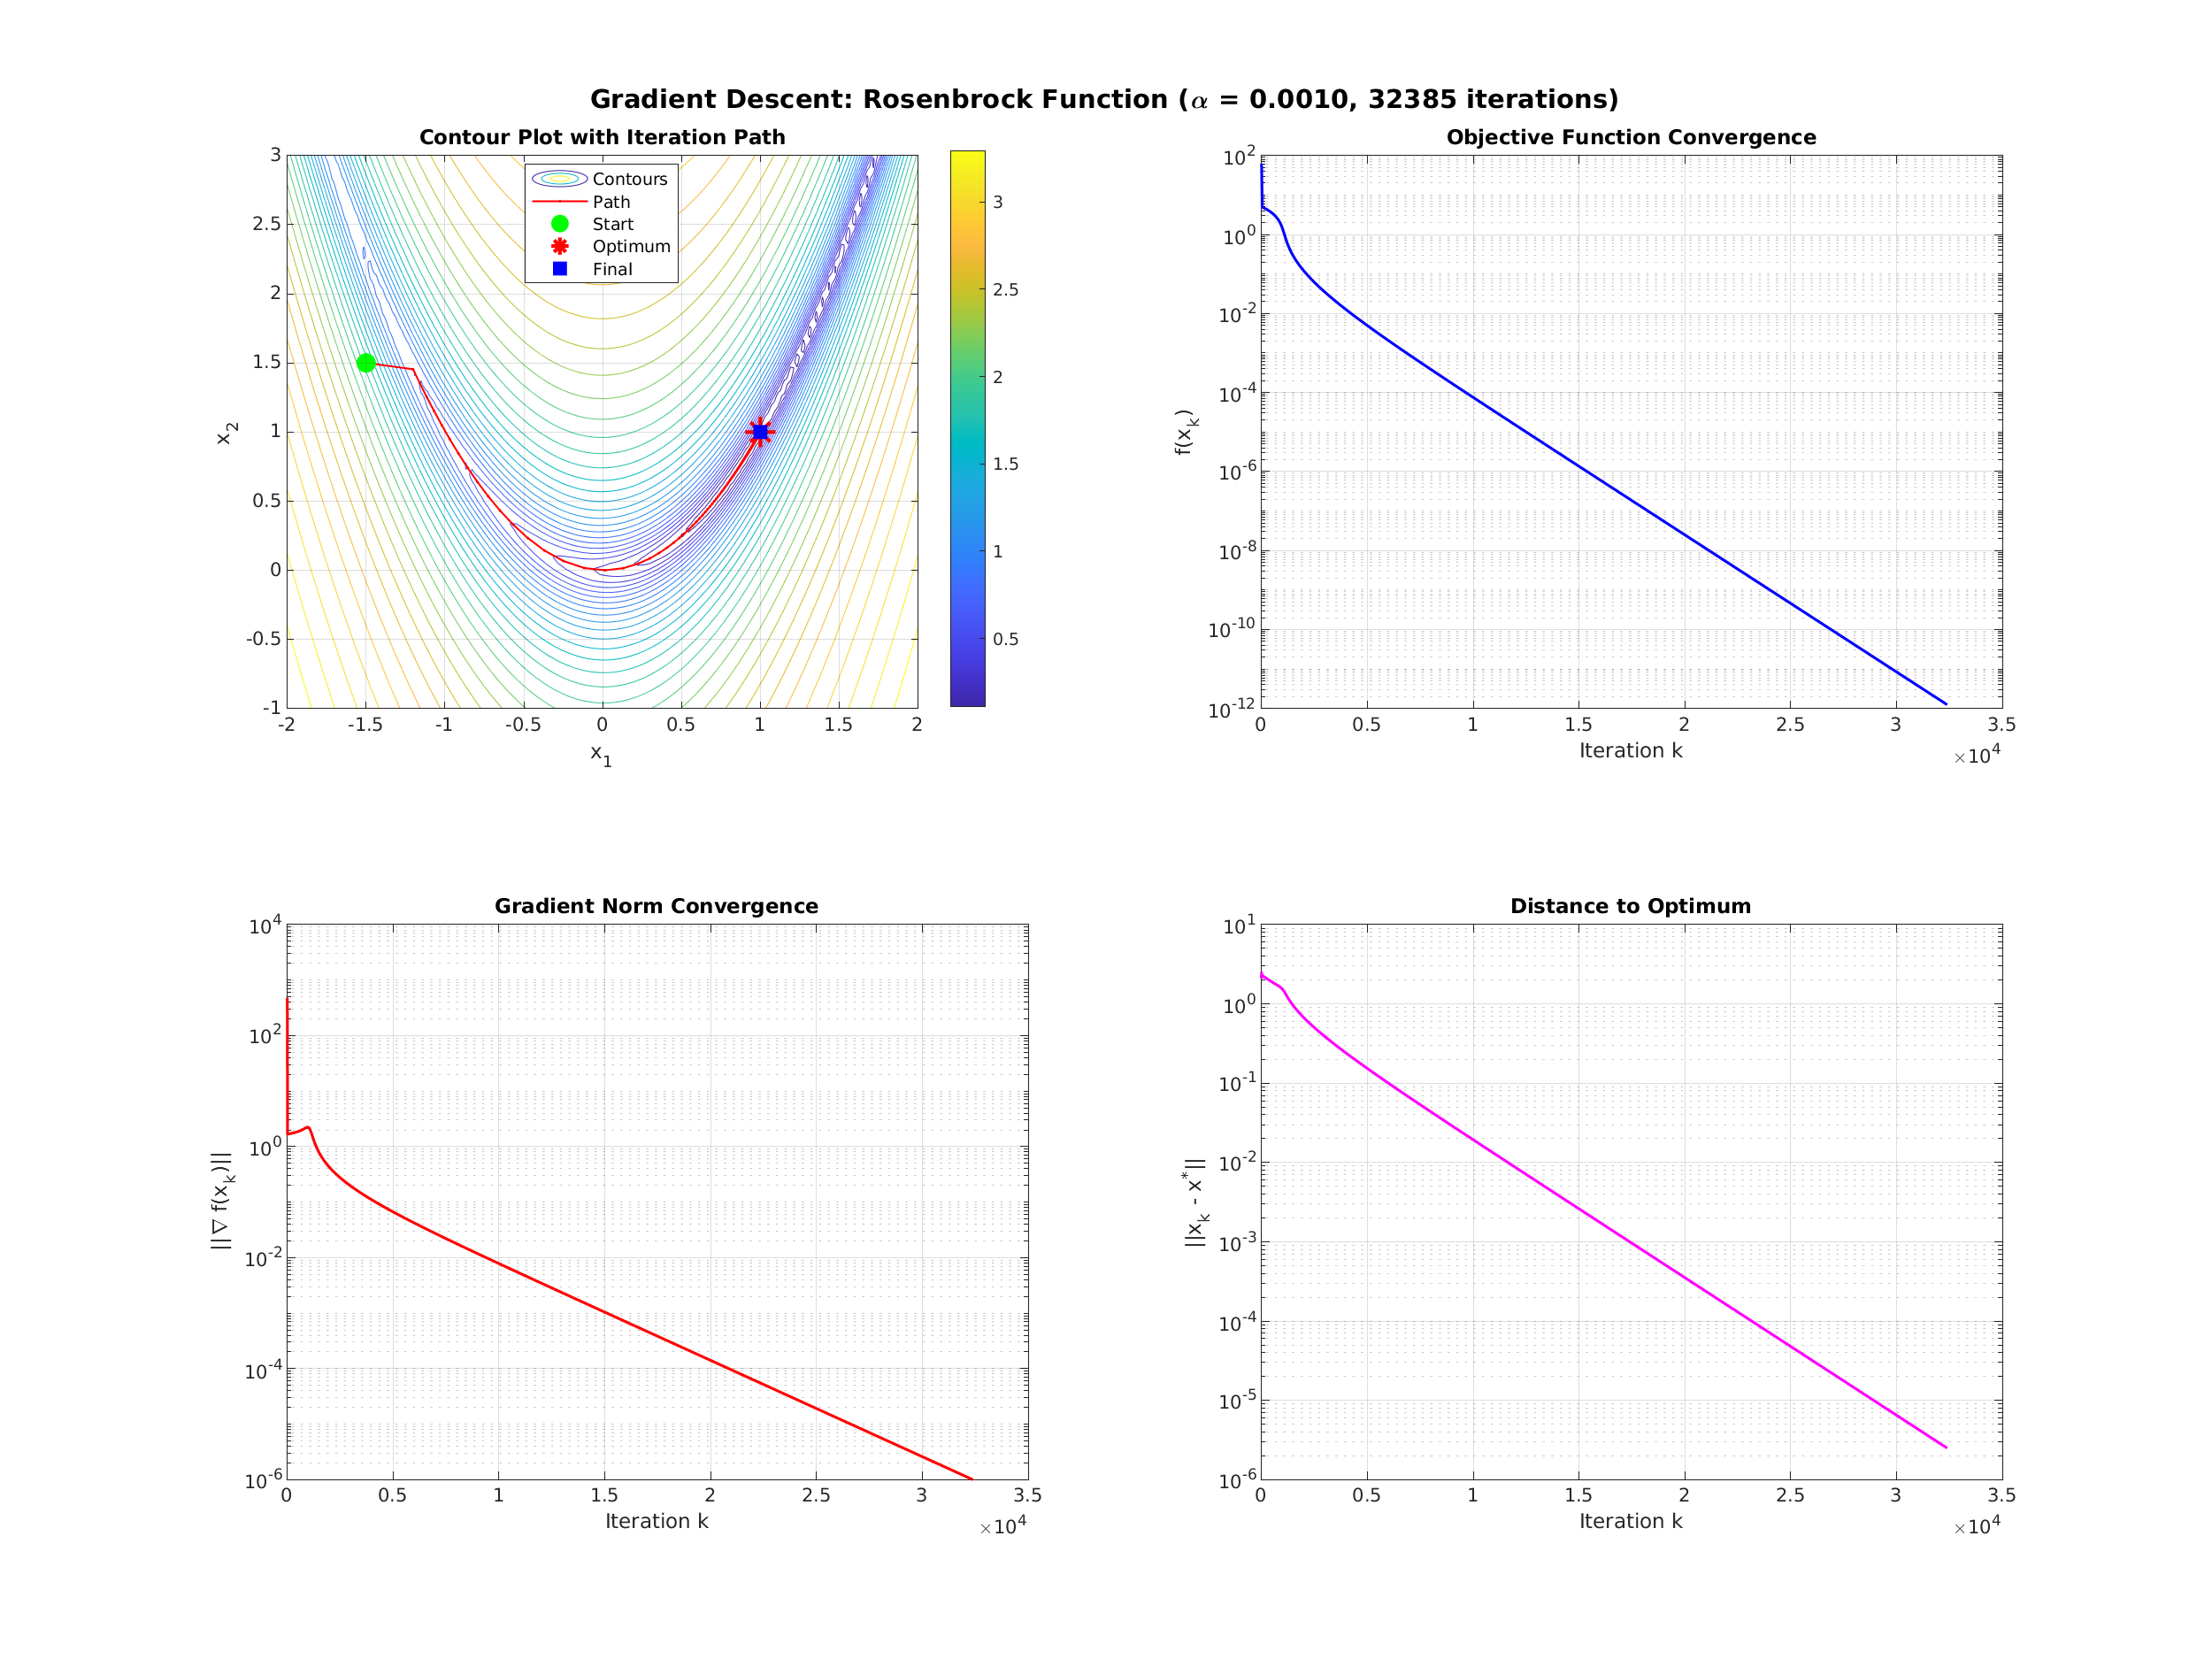 Gradient Descent: Rosenbrock Function (α = 0.0010, 32385 iterations)
Contour Plot with Iteration Path
3
2.5
2
1.5
1
0.5
0
-0.5
-1
x_2
-2 -1.5 -1 -0.5 0 0.5 1 1.5 2
x_1
Contours
Path
Start
Optimum
Final
3
2.5
2
1.5
1
0.5
Objective Function Convergence
10^2
10^0
10^-2
10^-4
10^-6
10^-8
10^-10
10^-12
f(x_k)
0 0.5 1 1.5 2 2.5 3 3.5
Iteration k
×10^4
Gradient Norm Convergence
10^4
10^2
10^0
10^-2
10^-4
10^-6
||∇ f(x_k)||
0 0.5 1 1.5 2 2.5 3 3.5
Iteration k
×10^4
Distance to Optimum
10^1
10^0
10^-1
10^-2
10^-3
10^-4
10^-5
10^-6
||x_k - x^*||
0 0.5 1 1.5 2 2.5 3 3.5
Iteration k
×10^4